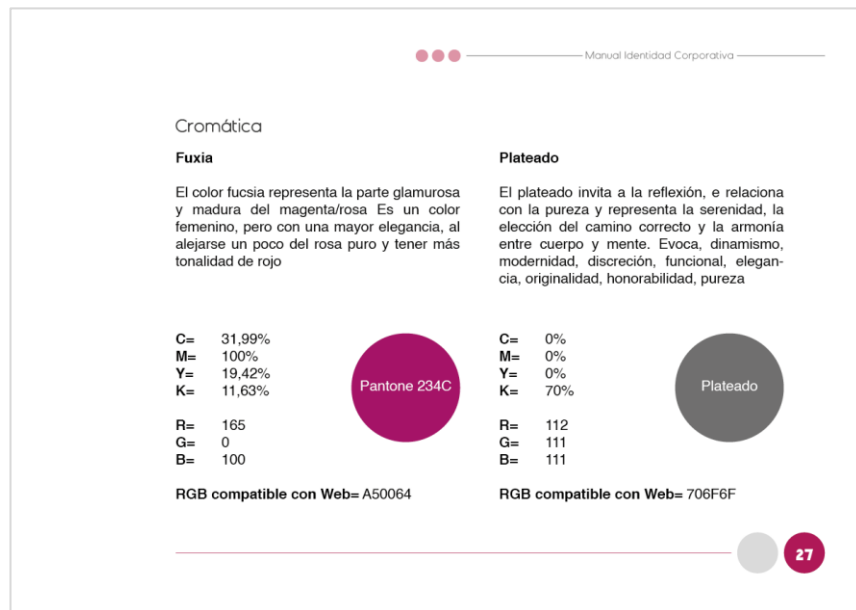 Manual Identidad Corporativa
Cromática
Fuxia
El color fucsia representa la parte glamurosa
y madura del magenta/rosa Es un color
femenino, pero con una mayor elegancia, al
alejarse un poco del rosa puro y tener más
tonalidad de rojo
C= 31,99%
M= 100%
Y= 19,42%
K= 11,63%
Pantone 234C
R= 165
G= 0
B= 100
RGB compatible con Web= A50064
Plateado
El plateado invita a la reflexión, e relaciona
con la pureza y representa la serenidad, la
elección del camino correcto y la armonía
entre cuerpo y mente. Evoca, dinamismo,
modernidad, discreción, funcional, elegan-
cia, originalidad, honorabilidad, pureza
C= 0%
M= 0%
Y= 0%
K= 70%
Plateado
R= 112
G= 111
B= 111
RGB compatible con Web= 706F6F
27